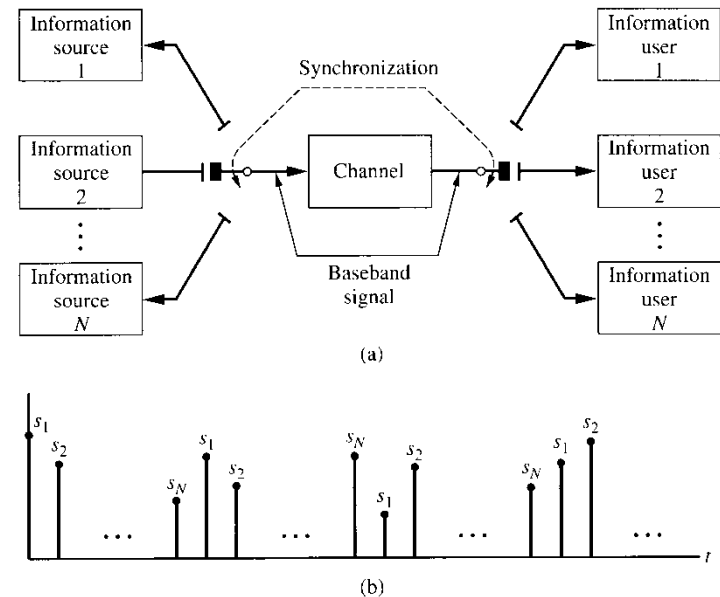 Information
source
1
Information
user
1
Synchronization
Information
source
2
Channel
Information
user
2
Baseband
signal
Information
source
N
Information
user
N
(a)
s1
s2
. . .
sN
s1
s2
. . .
sN
s1
s2
. . .
sN
s1
s2
. . .
t
(b)